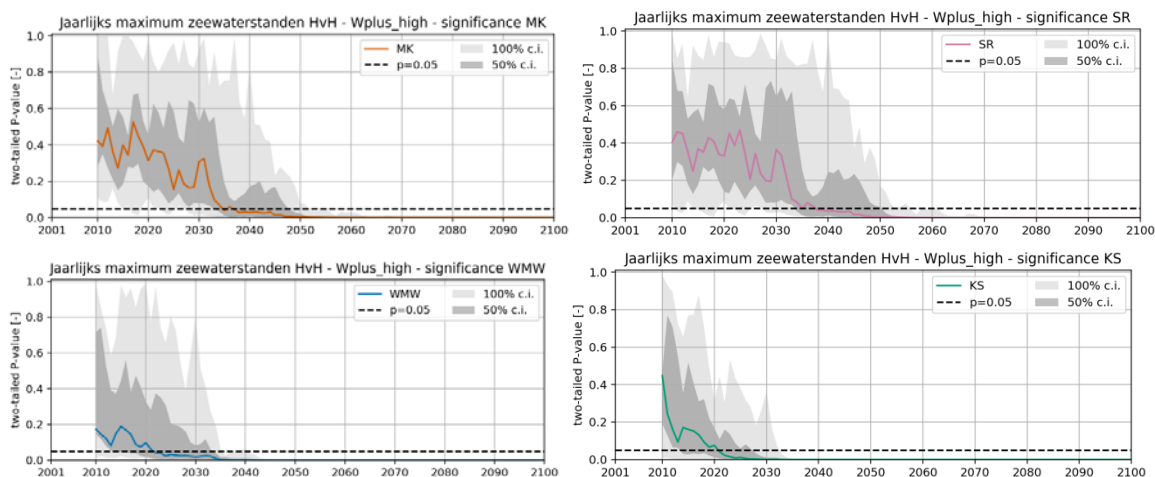 Jaarlijks maximum zeewaterstanden HvH - Wplus_high - significance MK
two-tailed P-value [-]
1.0
0.8
0.6
0.4
0.2
0.0
MK 100% c.i.
p=0.05 50% c.i.
2001 2010 2020 2030 2040 2050 2060 2070 2080 2090 2100
Jaarlijks maximum zeewaterstanden HvH - Wplus_high - significance SR
two-tailed P-value [-]
1.0
0.8
0.6
0.4
0.2
0.0
SR 100% c.i.
p=0.05 50% c.i.
2001 2010 2020 2030 2040 2050 2060 2070 2080 2090 2100
Jaarlijks maximum zeewaterstanden HvH - Wplus_high - significance WMW
two-tailed P-value [-]
1.0
0.8
0.6
0.4
0.2
0.0
WMW 100% c.i.
p=0.05 50% c.i.
2001 2010 2020 2030 2040 2050 2060 2070 2080 2090 2100
Jaarlijks maximum zeewaterstanden HvH - Wplus_high - significance KS
two-tailed P-value [-]
1.0
0.8
0.6
0.4
0.2
0.0
KS 100% c.i.
p=0.05 50% c.i.
2001 2010 2020 2030 2040 2050 2060 2070 2080 2090 2100